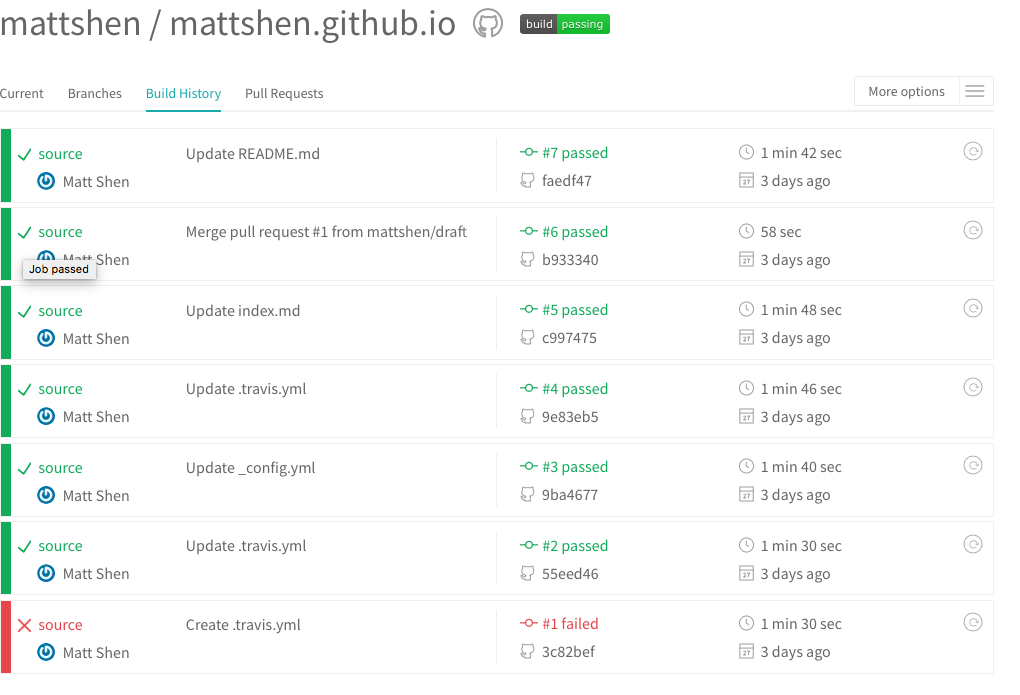 mattshen / mattshen.github.io build passing
Current Branches Build History Pull Requests More options
source Update README.md #7 passed 1 min 42 sec
Matt Shen faedf47 3 days ago
source Merge pull request #1 from mattshen/draft #6 passed 58 sec
Matt Shen b933340 3 days ago
Job passed
source Update index.md #5 passed 1 min 48 sec
Matt Shen c997475 3 days ago
source Update .travis.yml #4 passed 1 min 46 sec
Matt Shen 9e83eb5 3 days ago
source Update _config.yml #3 passed 1 min 40 sec
Matt Shen 9ba4677 3 days ago
source Update .travis.yml #2 passed 1 min 30 sec
Matt Shen 55eed46 3 days ago
source Create .travis.yml #1 failed 1 min 30 sec
Matt Shen 3c82bef 3 days ago